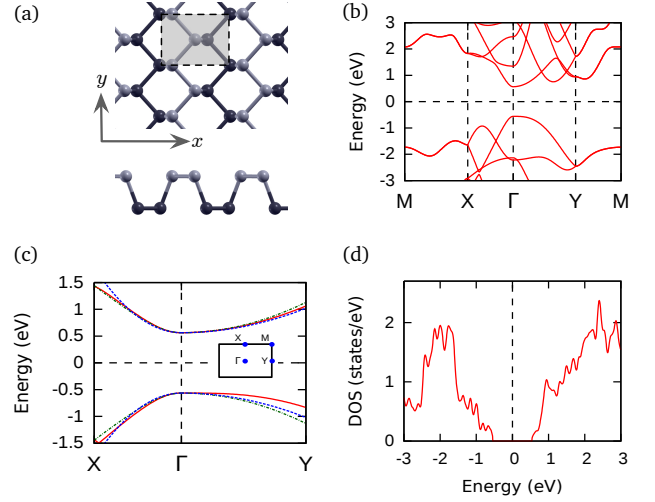 (a)
y
x
(b)
Energy (eV)
3
2
1
0
-1
-2
-3
M X Γ Y M
(c)
Energy (eV)
1.5
1
0.5
0
-0.5
-1
-1.5
X M
Γ Y
X Γ Y
(d)
DOS (states/eV)
2
1
0
-3 -2 -1 0 1 2 3
Energy (eV)